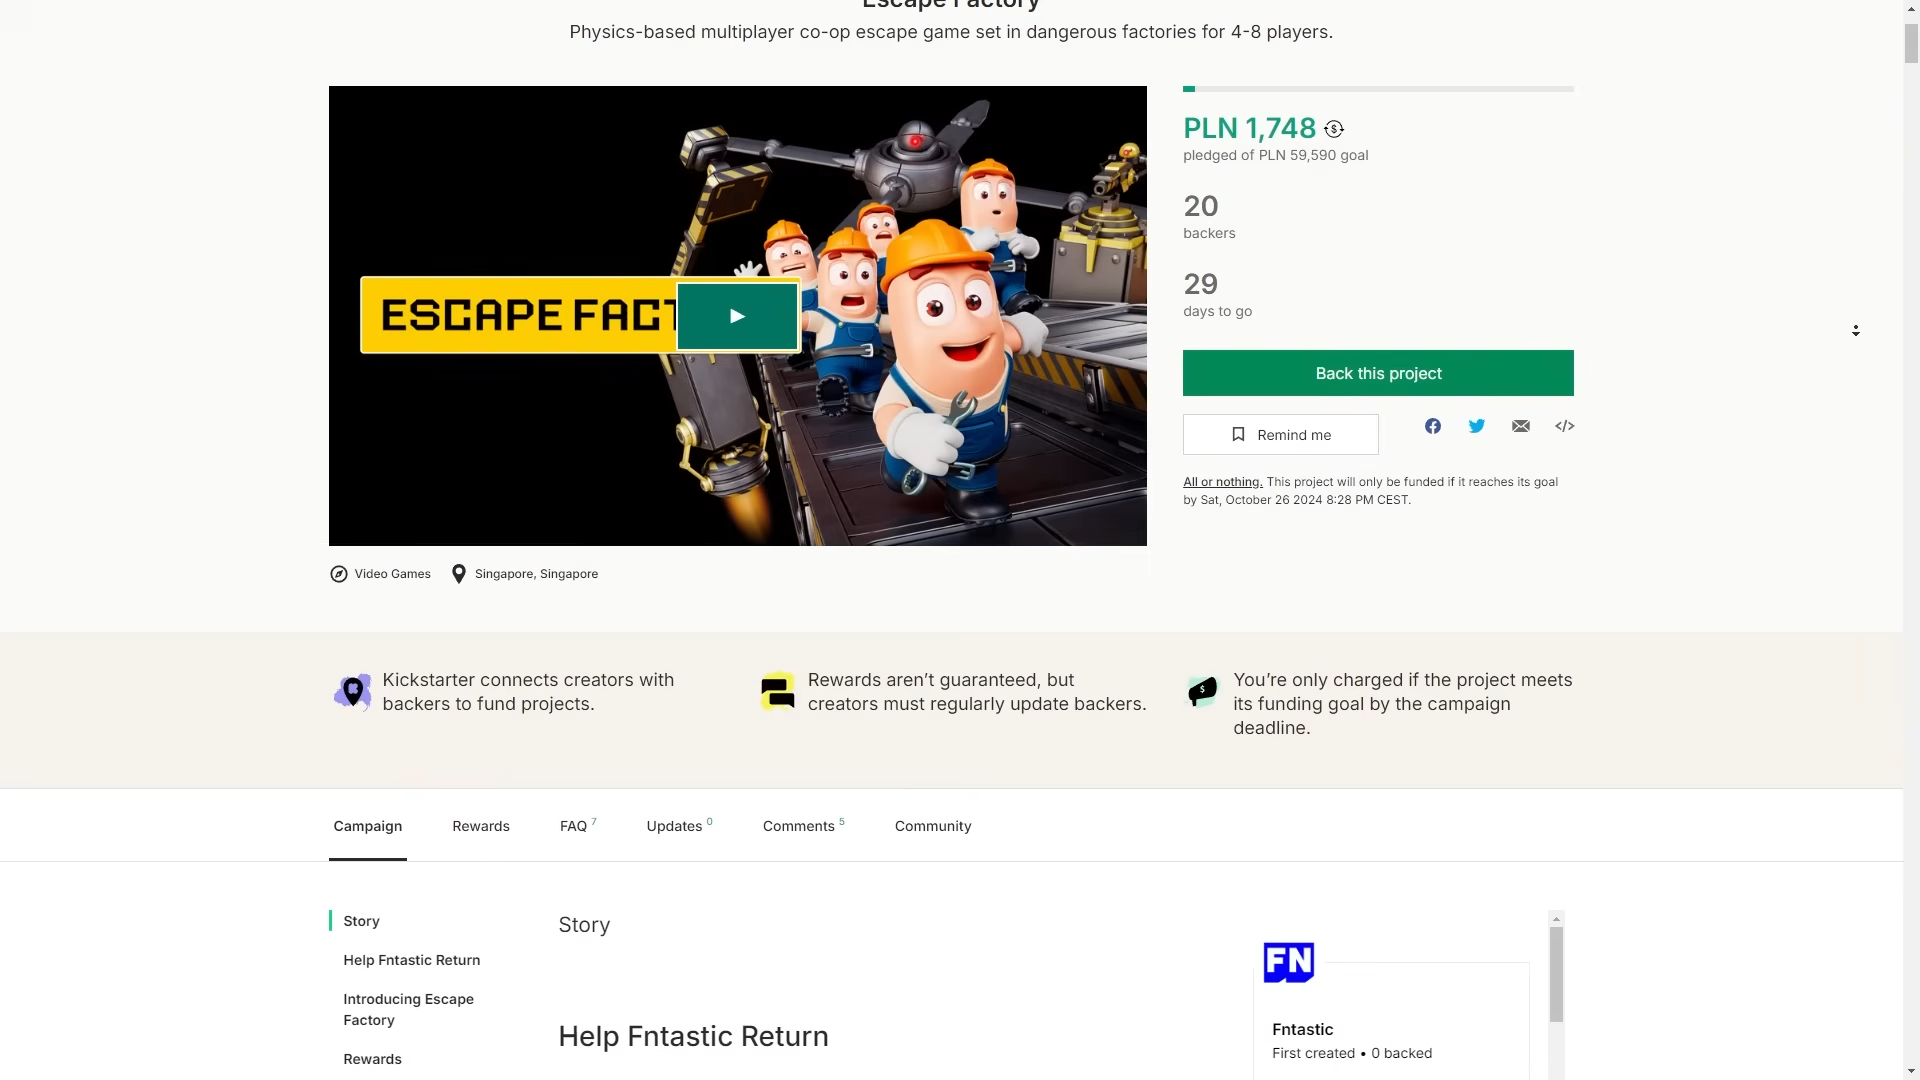 Escape Factory
Physics-based multiplayer co-op escape game set in dangerous factories for 4-8 players.
ESCAPE FACT
PLN 1,748
pledged of PLN 59,590 goal
20
backers
29
days to go
Back this project
Remind me
All or nothing. This project will only be funded if it reaches its goal
by Sat, October 26 2024 8:28 PM CEST.
Video Games
Singapore, Singapore
Kickstarter connects creators with
backers to fund projects.
Rewards aren’t guaranteed, but
creators must regularly update backers.
You’re only charged if the project meets
its funding goal by the campaign
deadline.
Campaign
Rewards
FAQ 7
Updates 0
Comments 5
Community
Story
Help Fntastic Return
Introducing Escape
Factory
Rewards
Story
Help Fntastic Return
FN
Fntastic
First created • 0 backed